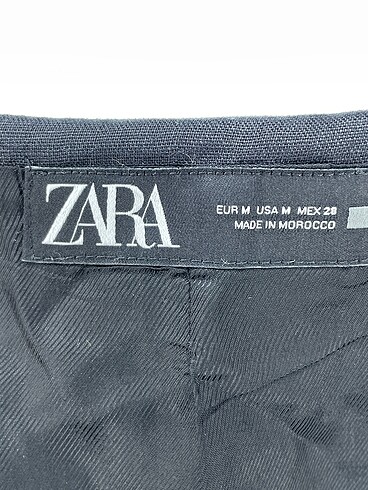 ZARA
EUR M USA M MEX 28
MADE IN MOROCCO